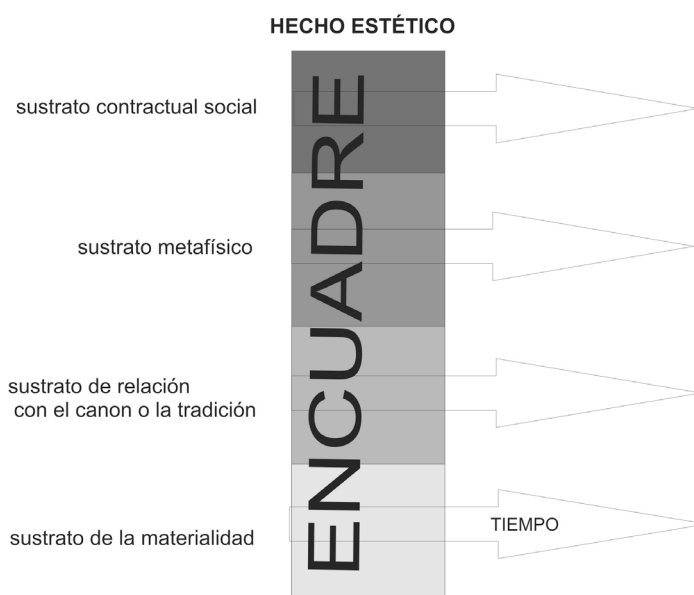 HECHO ESTÉTICO
sustrato contractual social
sustrato metafísico
sustrato de relación
con el canon o la tradición
sustrato de la materialidad
ENCUADRE
TIEMPO